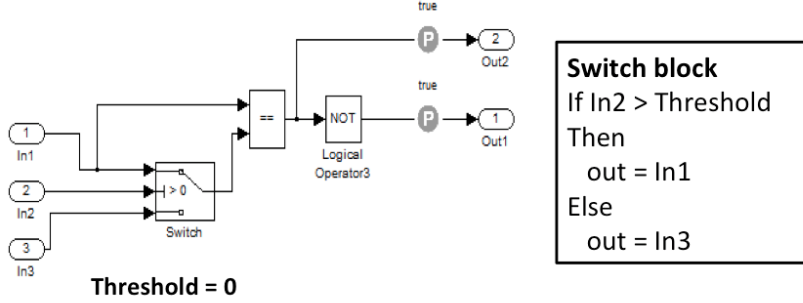 true
P
2
Out2
true
==
NOT
P
1
Out1
Logical
Operator3
1
In1
2
In2
> 0
3
In3
Switch
Threshold = 0
Switch block
If In2 > Threshold
Then
out = In1
Else
out = In3